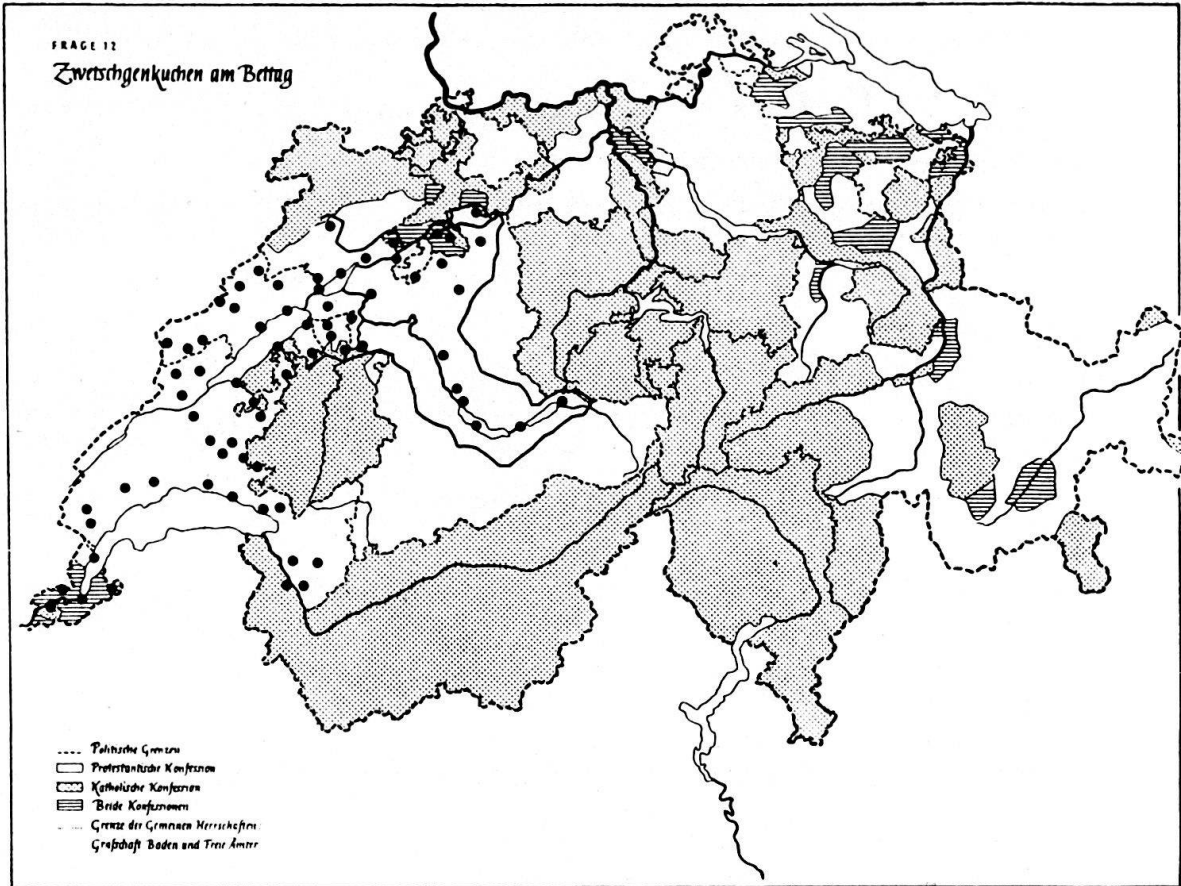 FRAGE 12
Zwetschgenkuchen am Bettag
Politische Grenzen
Protestantische Konfession
Katholische Konfession
Beide Konfessionen
Grenze der Gemeinen Herrschaften:
Grafschaft Baden und Freie Ämter